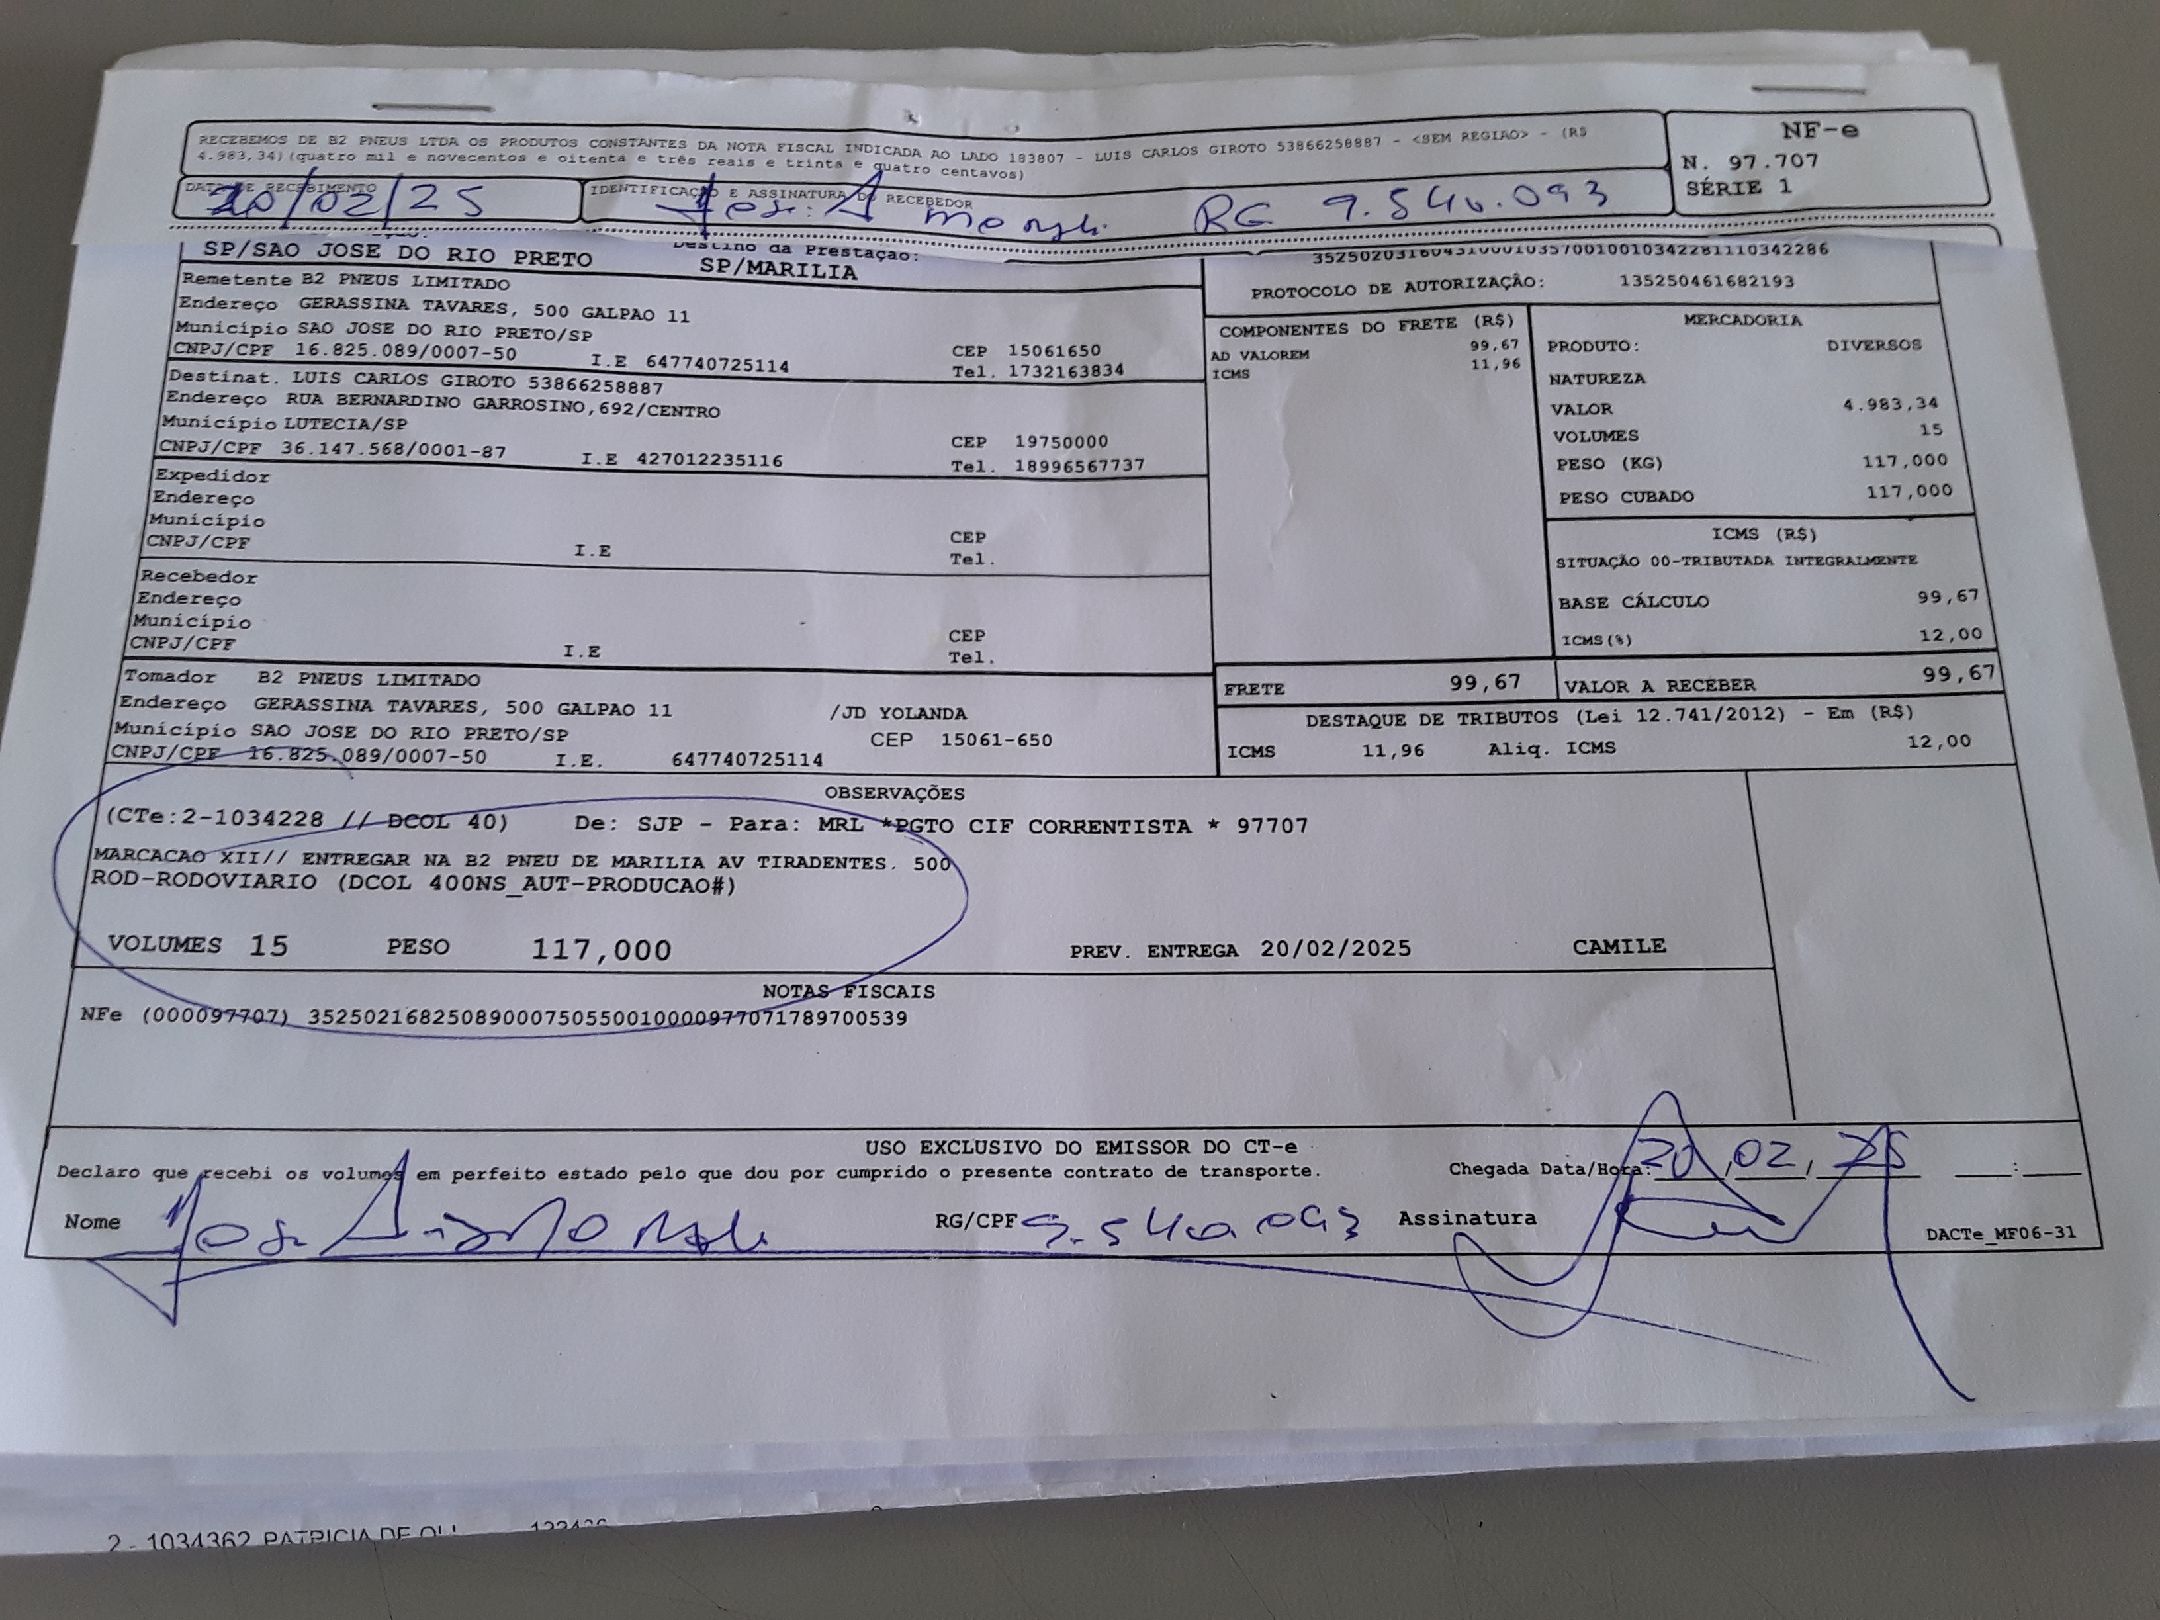 RECEBEMOS DE B2 PNEUS LTDA OS PRODUTOS CONSTANTES DA NOTA FISCAL INDICADA AO LADO 183807 - LUIS CARLOS GIROTO 53866258887 - <SEM REGIAO> - (R$
4.983,34)(quatro mil e novecentos e oitenta e três reais e trinta e quatro centavos)
NF-e
N. 97.707
SÉRIE 1
DATA DE RECEBIMENTO
20/02/25
IDENTIFICAÇÃO E ASSINATURA DO RECEBEDOR
RG 9.540.093
Destino da Prestação:
SP/SAO JOSE DO RIO PRETO SP/MARILIA
Remetente B2 PNEUS LIMITADO
Endereço GERASSINA TAVARES, 500 GALPAO 11
Município SAO JOSE DO RIO PRETO/SP
CEP 15061650
CNPJ/CPF 16.825.089/0007-50 I.E 647740725114 Tel. 1732163834
Destinat. LUIS CARLOS GIROTO 53866258887
Endereço RUA BERNARDINO GARROSINO,692/CENTRO
Município LUTECIA/SP CEP 19750000
CNPJ/CPF 36.147.568/0001-87 I.E 427012235116 Tel. 18996567737
Expedidor
Endereço
Município CEP
CNPJ/CPF I.E Tel.
Recebedor
Endereço
Município CEP
CNPJ/CPF I.E Tel.
Tomador B2 PNEUS LIMITADO
Endereço GERASSINA TAVARES, 500 GALPAO 11 /JD YOLANDA
Município SAO JOSE DO RIO PRETO/SP CEP 15061-650
CNPJ/CPF 16.825.089/0007-50 I.E. 647740725114
PROTOCOLO DE AUTORIZAÇÃO: 135250461682193
COMPONENTES DO FRETE (R$)
AD VALOREM 99,67
ICMS 11,96
MERCADORIA
PRODUTO: DIVERSOS
NATUREZA
VALOR 4.983,34
VOLUMES 15
PESO (KG) 117,000
PESO CUBADO 117,000
ICMS (R$)
SITUAÇÃO 00-TRIBUTADA INTEGRALMENTE
BASE CÁLCULO 99,67
ICMS(%) 12,00
FRETE 99,67 VALOR A RECEBER 99,67
DESTAQUE DE TRIBUTOS (Lei 12.741/2012) - Em (R$)
ICMS 11,96 Aliq. ICMS 12,00
OBSERVAÇÕES
(CTe:2-1034228 // DCOL 40) De: SJP - Para: MRL *PGTO CIF CORRENTISTA * 97707
MARCACAO XII// ENTREGAR NA B2 PNEU DE MARILIA AV TIRADENTES. 500
ROD-RODOVIARIO (DCOL 400NS_AUT-PRODUCAO#)
VOLUMES 15 PESO 117,000 PREV. ENTREGA 20/02/2025 CAMILE
NOTAS FISCAIS
NFe (000097707) 35250216825089000750550010000977071789700539
USO EXCLUSIVO DO EMISSOR DO CT-e
Declaro que recebi os volumes em perfeito estado pelo que dou por cumprido o presente contrato de transporte. Chegada Data/Hora: 20,02,25 :
Nome RG/CPF 9.540.093 Assinatura
DACTe_MF06-31
2 - 1034362 PATRICIA DE